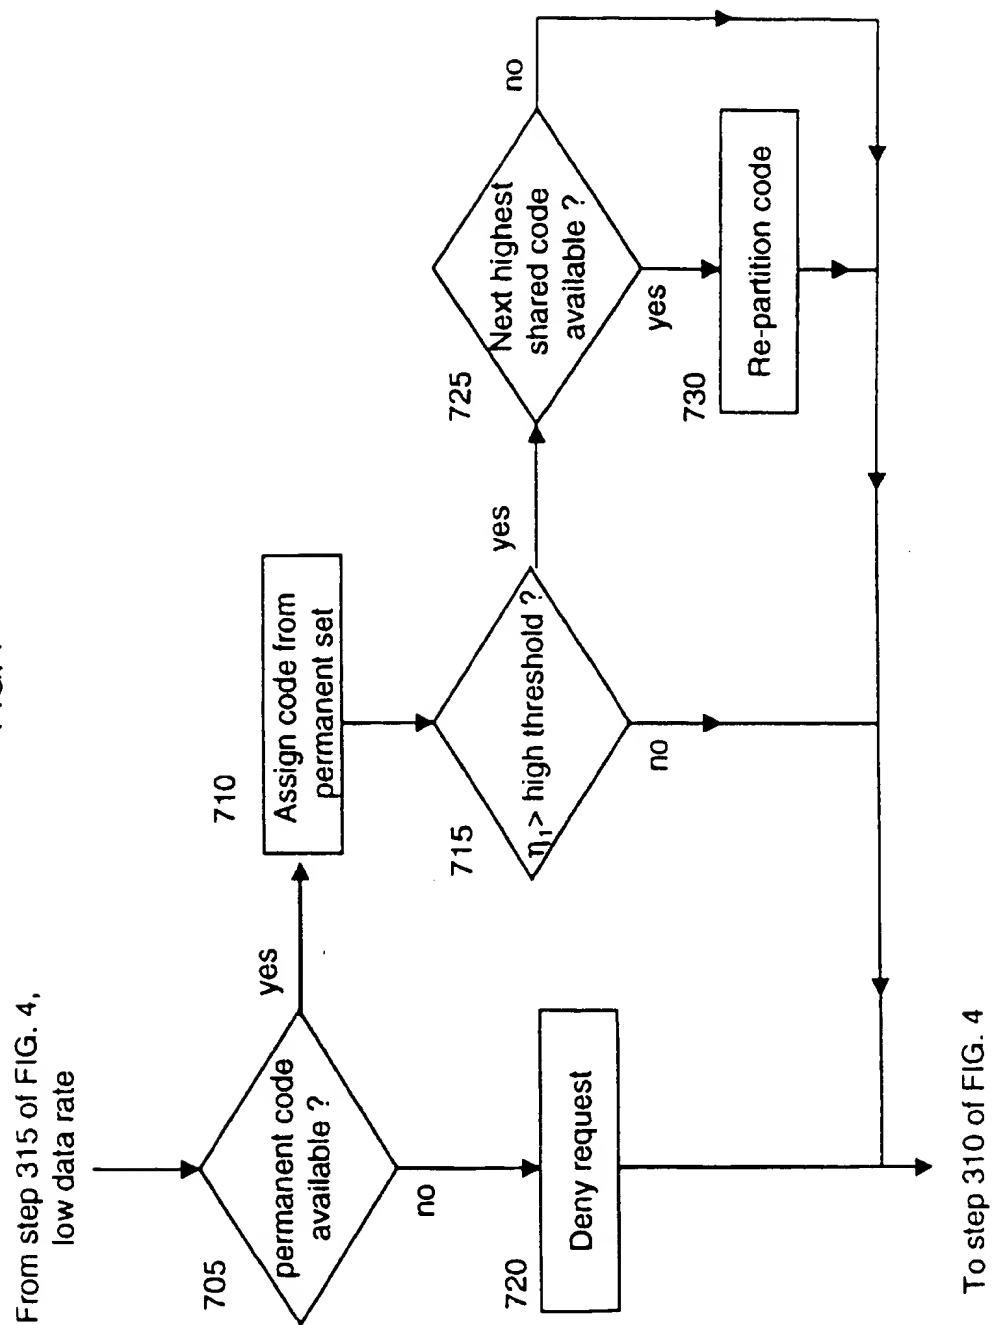 From step 315 of FIG. 4,
low data rate
705
permanent code
available ?
yes
no
710
Assign code from
permanent set
715
η₁> high threshold ?
yes
no
720
Deny request
725
Next highest
shared code
available ?
no
yes
730
Re-partition code
To step 310 of FIG. 4